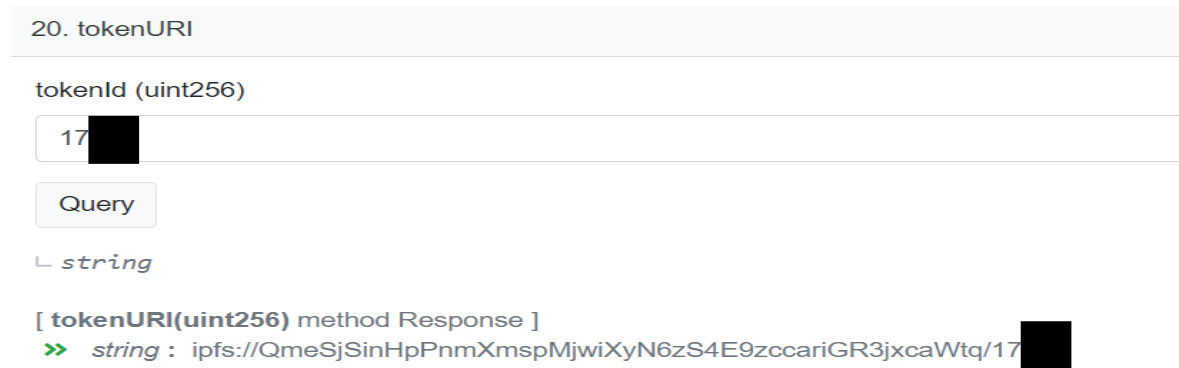 20. tokenURI
tokenId (uint256)
17
Query
string
[ tokenURI(uint256) method Response ]
>> string : ipfs://QmeSjSinHpPnmXmspMjwiXyN6zS4E9zccariGR3jxcaWtq/17